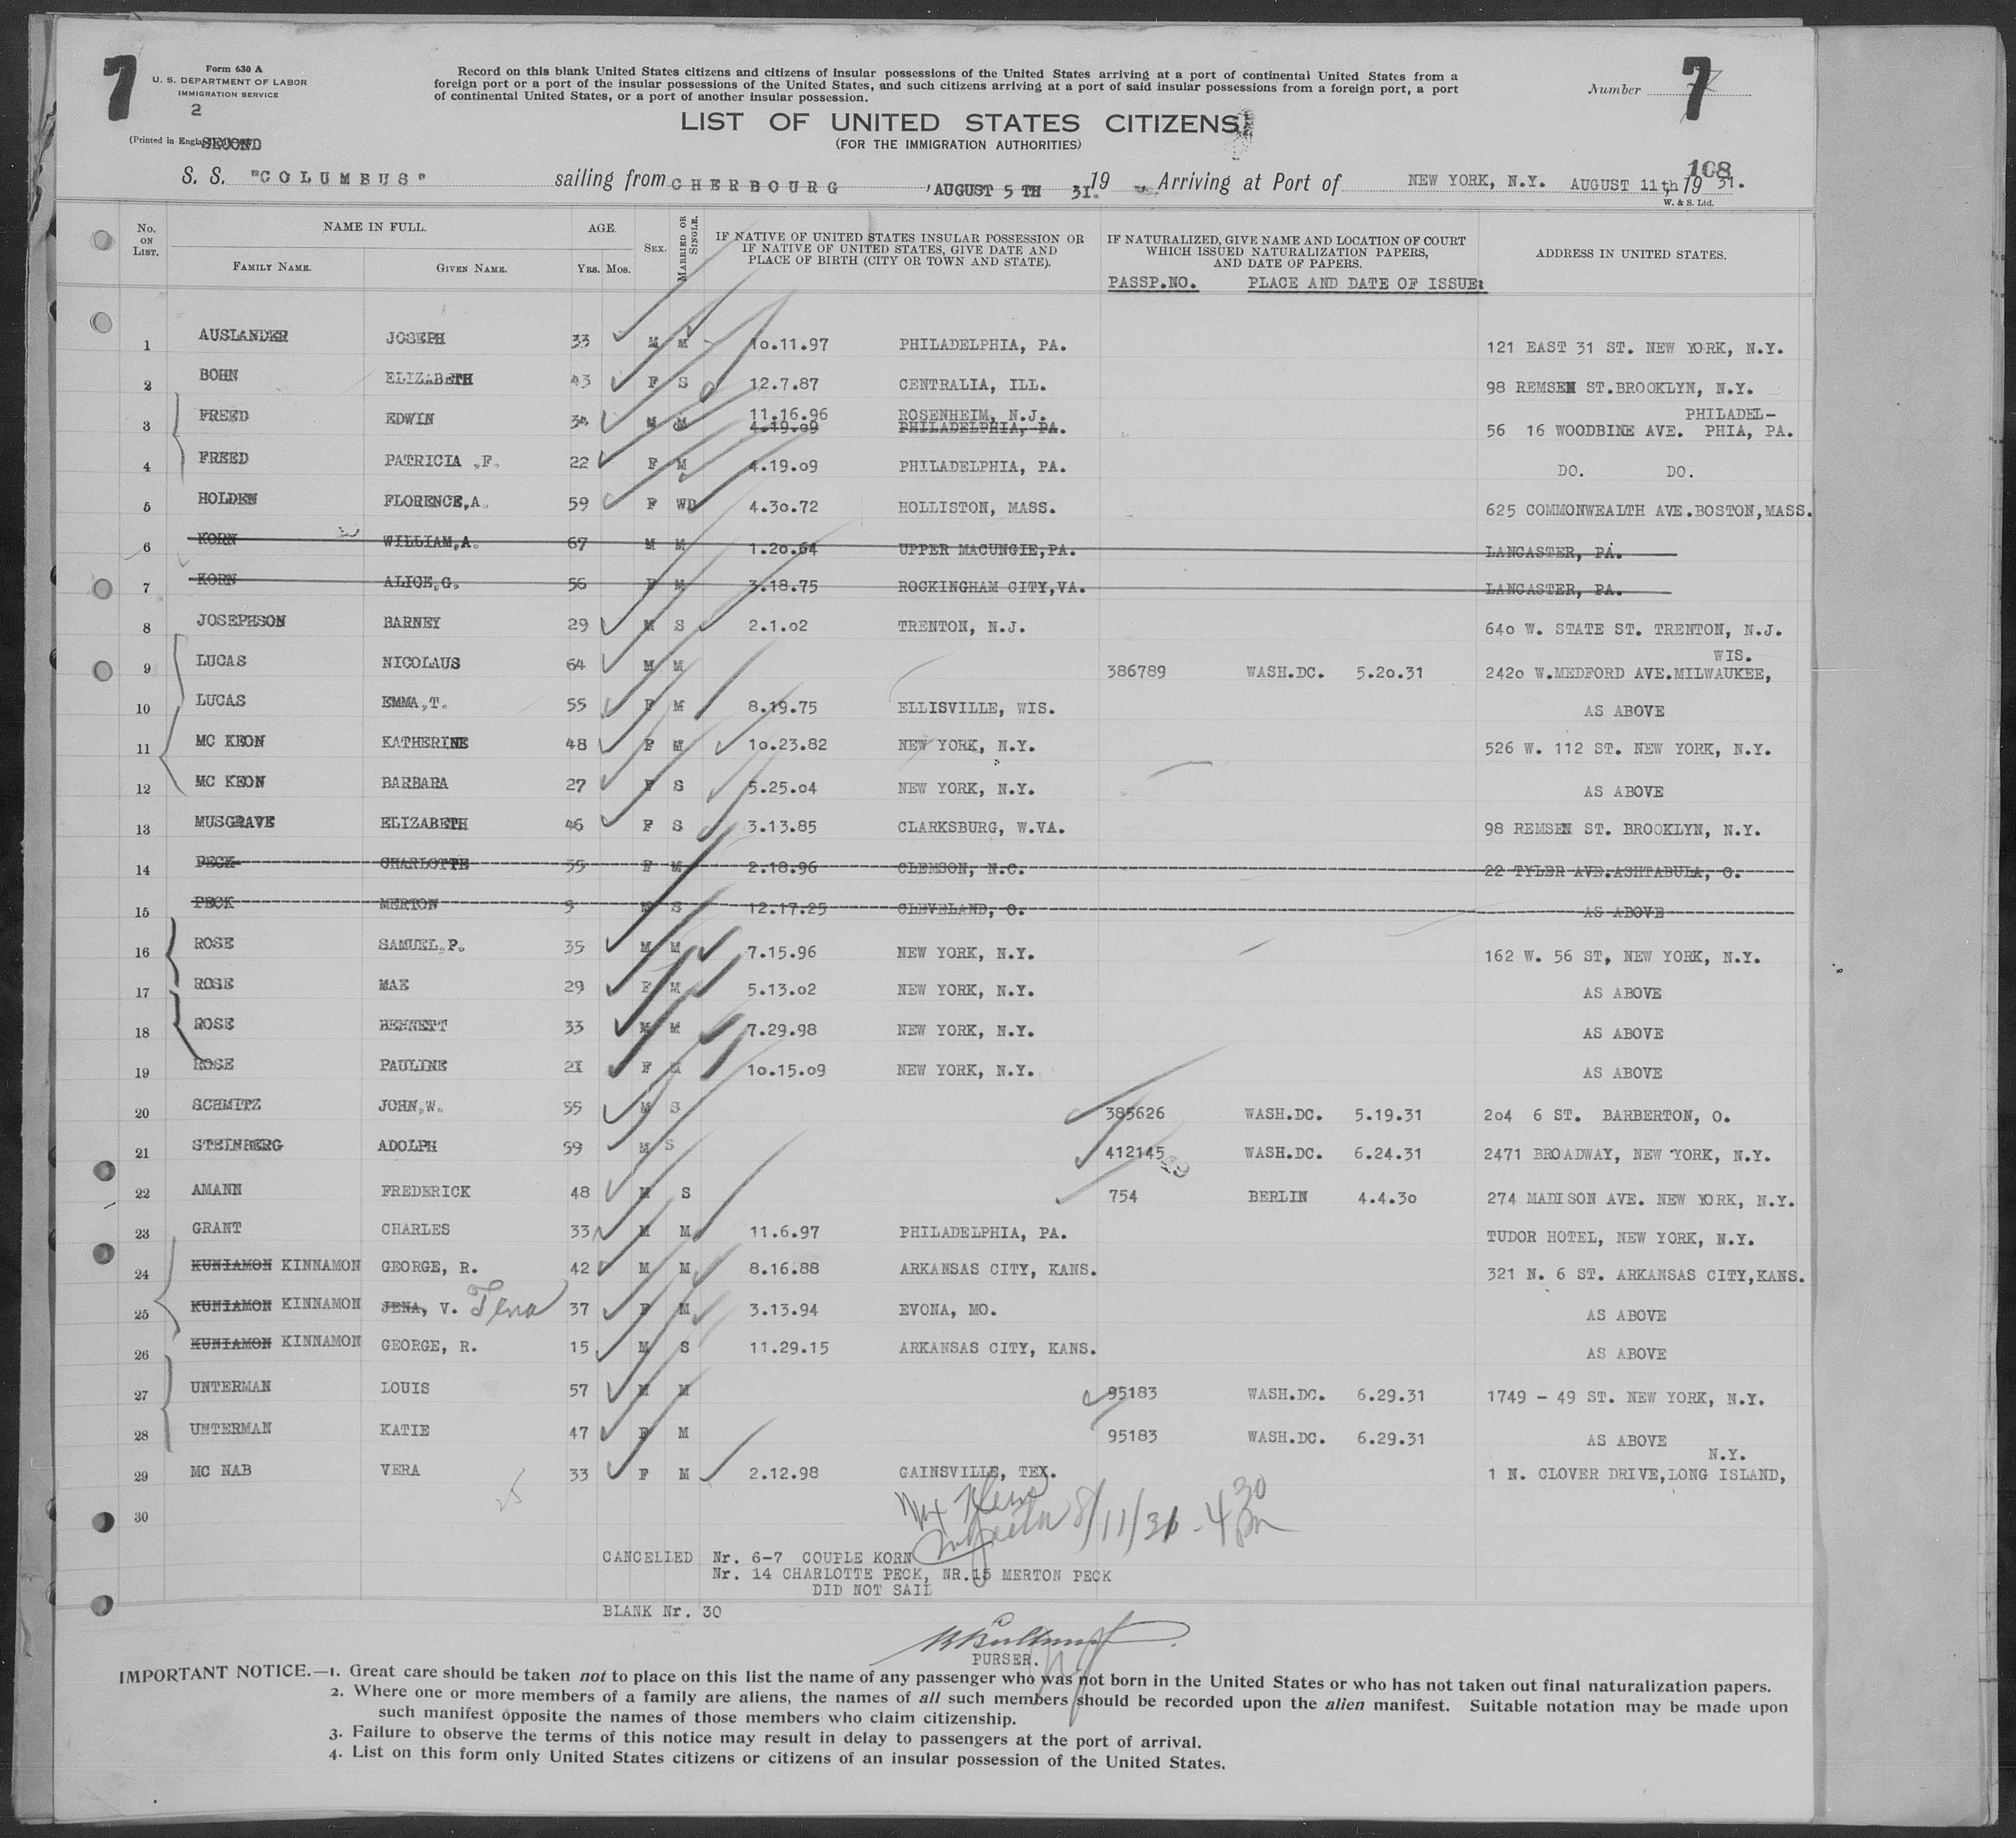 7
Form 630 A
U. S. DEPARTMENT OF LABOR
IMMIGRATION SERVICE
2
(Printed in England)
SECOND
Record on this blank United States citizens and citizens of insular possessions of the United States arriving at a port of continental United States from a
foreign port or a port of the insular possessions of the United States, and such citizens arriving at a port of said insular possessions from a foreign port, a port
of continental United States, or a port of another insular possession.
Number 7
LIST OF UNITED STATES CITIZENS
(FOR THE IMMIGRATION AUTHORITIES)
108
S. S. "COLUMBUS" sailing from CHERBOURG , AUGUST 5 TH 31. 19 , Arriving at Port of NEW YORK, N.Y. AUGUST 11th, 19 31.
W. & S. Ltd.
No. ON LIST. NAME IN FULL. FAMILY NAME. GIVEN NAME. AGE. YRS. MOS. SEX. MARRIED OR SINGLE. IF NATIVE OF UNITED STATES INSULAR POSSESSION OR IF NATIVE OF UNITED STATES, GIVE DATE AND PLACE OF BIRTH (CITY OR TOWN AND STATE). IF NATURALIZED, GIVE NAME AND LOCATION OF COURT WHICH ISSUED NATURALIZATION PAPERS, AND DATE OF PAPERS. ADDRESS IN UNITED STATES.
PASSP.NO. PLACE AND DATE OF ISSUE:
1 AUSLANDER JOSEPH 33 M M 10.11.97 PHILADELPHIA, PA. 121 EAST 31 ST. NEW YORK, N.Y.
2 BOHN ELIZABETH 43 F S 12.7.87 CENTRALIA, ILL. 98 REMSEN ST.BROOKLYN, N.Y.
11.16.96 ROSENHEIM, N.J. PHILADEL-
3 FREED EDWIN 34 M M 4.19.09 PHILADELPHIA, PA. 56 16 WOODBINE AVE. PHIA, PA.
4 FREED PATRICIA ,F. 22 F M 4.19.09 PHILADELPHIA, PA. DO. DO.
5 HOLDEN FLORENCE,A. 59 F WD 4.30.72 HOLLISTON, MASS. 625 COMMONWEALTH AVE.BOSTON,MASS.
6 KORN WILLIAM,A. 67 M M 1.20.64 UPPER MACUNGIE,PA. LANCASTER, PA.
7 KORN ALICE,G. 56 F M 3.18.75 ROCKINGHAM CITY,VA. LANCASTER, PA.
8 JOSEPHSON BARNEY 29 M S 2.1.02 TRENTON, N.J. 640 W. STATE ST. TRENTON, N.J.
WIS.
9 LUCAS NICOLAUS 64 M M 386789 WASH.DC. 5.20.31 2420 W.MEDFORD AVE.MILWAUKEE,
10 LUCAS EMMA,T. 55 F M 8.19.75 ELLISVILLE, WIS. AS ABOVE
11 MC KEON KATHERINE 48 F M 10.23.82 NEW YORK, N.Y. 526 W. 112 ST. NEW YORK, N.Y.
12 MC KEON BARBARA 27 F S 5.25.04 NEW YORK, N.Y. AS ABOVE
13 MUSGRAVE ELIZABETH 46 F S 3.13.85 CLARKSBURG, W.VA. 98 REMSEN ST. BROOKLYN, N.Y.
14 PECK CHARLOTTE 35 F M 2.18.96 CLEMSON, N.C. 22 TYLER AVE.ASHTABULA, O.
15 PECK MERTON 5 M S 12.17.25 CLEVELAND, O. AS ABOVE
16 ROSE SAMUEL,P. 35 M M 7.15.96 NEW YORK, N.Y. 162 W. 56 ST, NEW YORK, N.Y.
17 ROSE MAE 29 F M 5.13.02 NEW YORK, N.Y. AS ABOVE
18 ROSE BENNETT 33 M M 7.29.98 NEW YORK, N.Y. AS ABOVE
19 ROSE PAULINE 21 F M 10.15.09 NEW YORK, N.Y. AS ABOVE
20 SCHMITZ JOHN,W. 55 M S 385626 WASH.DC. 5.19.31 204 6 ST. BARBERTON, O.
21 STEINBERG ADOLPH 59 M S 412145 WASH.DC. 6.24.31 2471 BROADWAY, NEW YORK, N.Y.
22 AMANN FREDERICK 48 M S 754 BERLIN 4.4.30 274 MADISON AVE. NEW YORK, N.Y.
23 GRANT CHARLES 33 M M 11.6.97 PHILADELPHIA, PA. TUDOR HOTEL, NEW YORK, N.Y.
24 KUNIAMON KINNAMON GEORGE, R. 42 M M 8.16.88 ARKANSAS CITY, KANS. 321 N. 6 ST. ARKANSAS CITY,KANS.
25 KUNIAMON KINNAMON JENA, V. Tena 37 F M 3.13.94 EVONA, MO. AS ABOVE
26 KUNIAMON KINNAMON GEORGE, R. 15 M S 11.29.15 ARKANSAS CITY, KANS. AS ABOVE
27 UNTERMAN LOUIS 57 M M 95183 WASH.DC. 6.29.31 1749 - 49 ST. NEW YORK, N.Y.
28 UNTERMAN KATIE 47 F M 95183 WASH.DC. 6.29.31 AS ABOVE
N.Y.
29 MC NAB VERA 33 F M 2.12.98 GAINSVILLE, TEX. 1 N. CLOVER DRIVE,LONG ISLAND,
25
30
8/11/31 - 4 30 Pm
CANCELLED Nr. 6-7 COUPLE KORN
Nr. 14 CHARLOTTE PECK, NR.15 MERTON PECK
DID NOT SAIL
BLANK Nr. 30
PURSER.
IMPORTANT NOTICE.—1. Great care should be taken not to place on this list the name of any passenger who was not born in the United States or who has not taken out final naturalization papers.
2. Where one or more members of a family are aliens, the names of all such members should be recorded upon the alien manifest. Suitable notation may be made upon
such manifest opposite the names of those members who claim citizenship.
3. Failure to observe the terms of this notice may result in delay to passengers at the port of arrival.
4. List on this form only United States citizens or citizens of an insular possession of the United States.